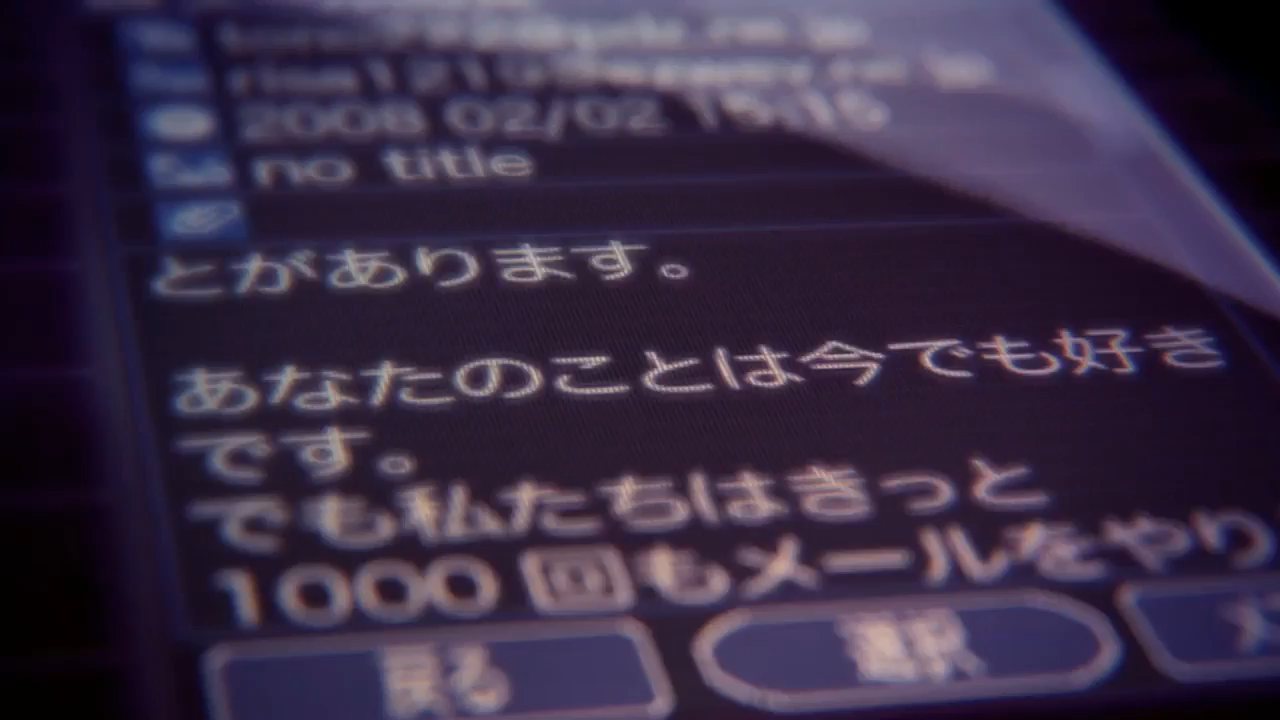 2008 02/02 15:15
no title
とがあります。
あなたのことは今でも好き
です。
でも私たちはきっと
1000 回もメールをやり
戻る
選択